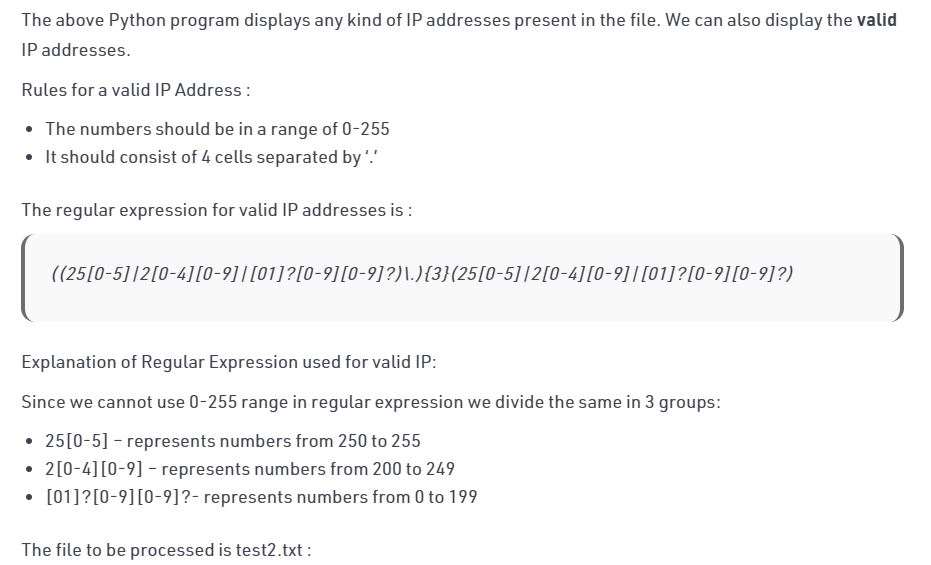 The above Python program displays any kind of IP addresses present in the file. We can also display the valid
IP addresses.
Rules for a valid IP Address :
• The numbers should be in a range of 0-255
• It should consist of 4 cells separated by ‘.’
The regular expression for valid IP addresses is :
((25[0-5]|2[0-4][0-9]|[01]?[0-9][0-9]?)\.){3}(25[0-5]|2[0-4][0-9]|[01]?[0-9][0-9]?)
Explanation of Regular Expression used for valid IP:
Since we cannot use 0-255 range in regular expression we divide the same in 3 groups:
• 25[0-5] – represents numbers from 250 to 255
• 2[0-4][0-9] – represents numbers from 200 to 249
• [01]?[0-9][0-9]?- represents numbers from 0 to 199
The file to be processed is test2.txt :